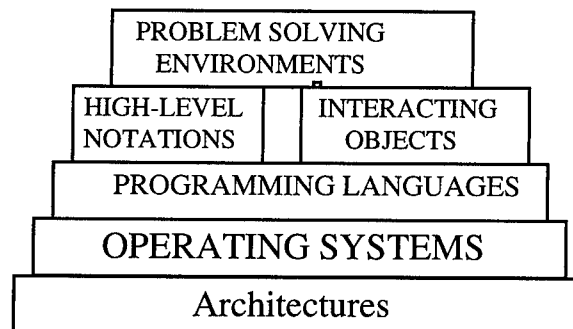 PROBLEM SOLVING
ENVIRONMENTS
HIGH-LEVEL
NOTATIONS
INTERACTING
OBJECTS
PROGRAMMING LANGUAGES
OPERATING SYSTEMS
Architectures